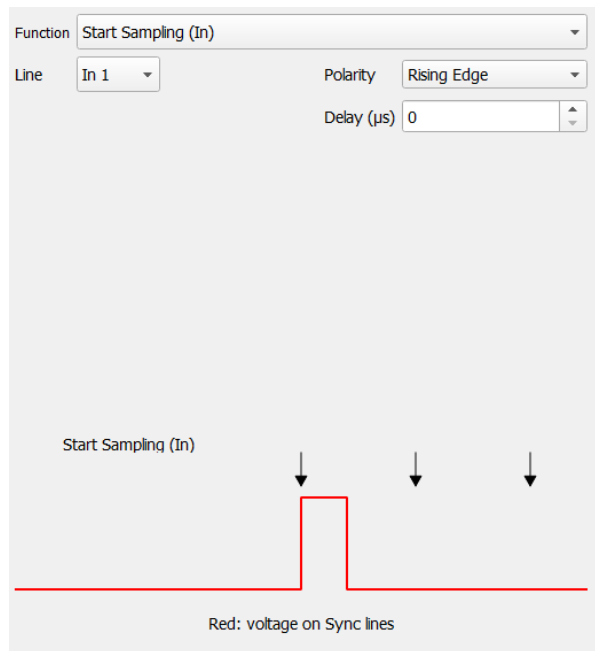 Function Start Sampling (In)
Line In 1 Polarity Rising Edge
Delay (µs) 0
Start Sampling (In)
Red: voltage on Sync lines